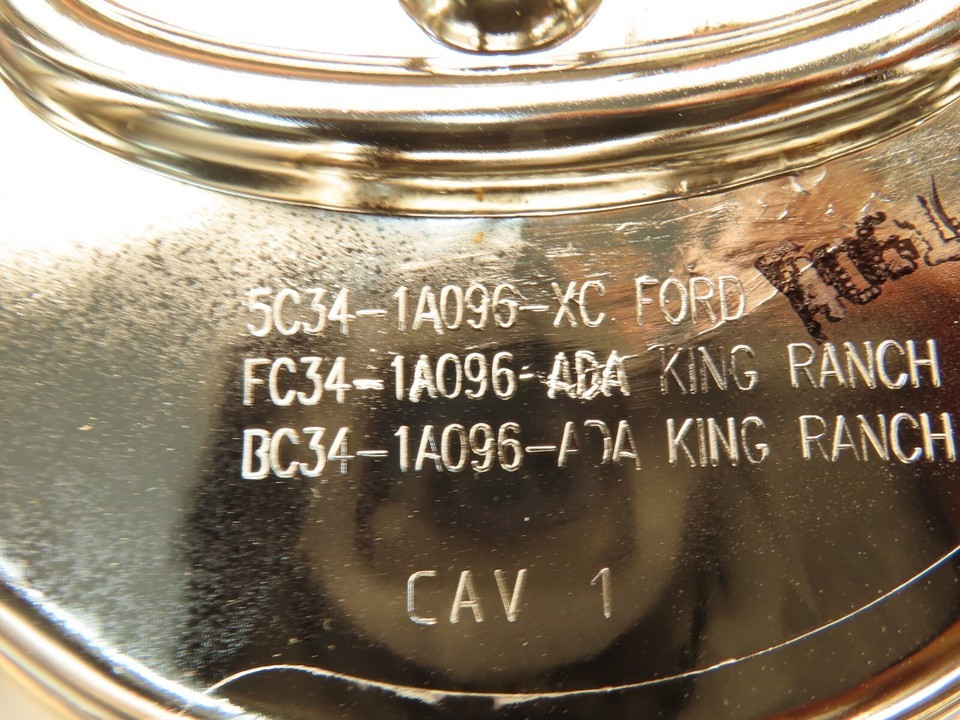 5C34-1A096-XC FORD
FC34-1A096-ADA KING RANCH
BC34-1A096-ADA KING RANCH
CAV 1